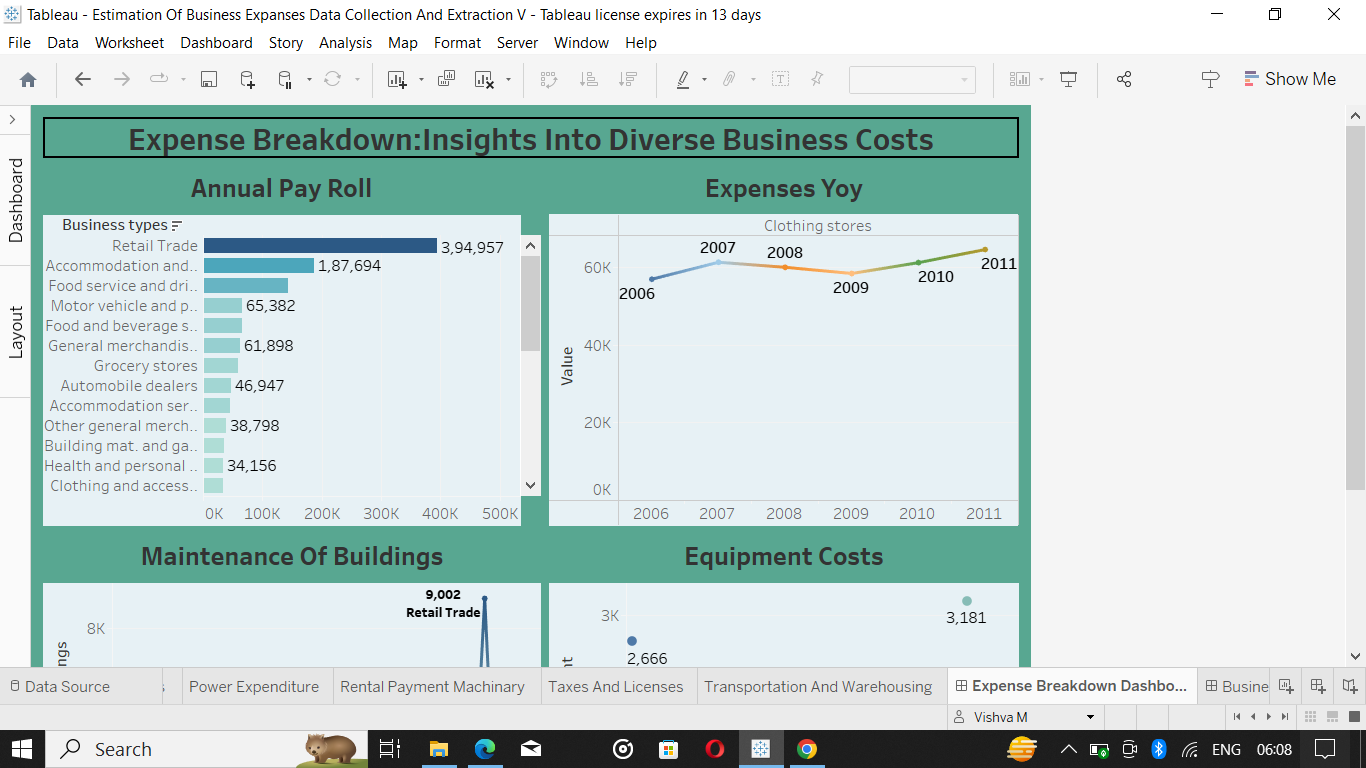 Tableau - Estimation Of Business Expanses Data Collection And Extraction V - Tableau license expires in 13 days
File Data Worksheet Dashboard Story Analysis Map Format Server Window Help
Show Me
Dashboard
Layout
Expense Breakdown:Insights Into Diverse Business Costs
Annual Pay Roll
Business types
Retail Trade 3,94,957
Accommodation and.. 1,87,694
Food service and dri..
Motor vehicle and p.. 65,382
Food and beverage s..
General merchandis.. 61,898
Grocery stores
Automobile dealers 46,947
Accommodation ser..
Other general merch.. 38,798
Building mat. and ga..
Health and personal .. 34,156
Clothing and access..
0K 100K 200K 300K 400K 500K
Expenses Yoy
Clothing stores
Value
60K
40K
20K
0K
2006
2007
2008
2009
2010
2011
2006 2007 2008 2009 2010 2011
Maintenance Of Buildings
9,002
Retail Trade
8K
ngs
Equipment Costs
3K
3,181
2,666
nt
Data Source s Power Expenditure Rental Payment Machinary Taxes And Licenses Transportation And Warehousing Expense Breakdown Dashbo... Busine
Vishva M
Search
ENG 06:08